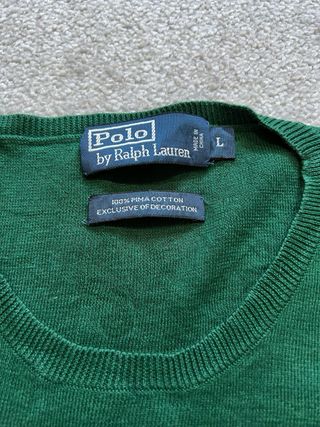 Polo
by Ralph Lauren
MADE IN
CHINA
L
100% PIMA COTTON
EXCLUSIVE OF DECORATION